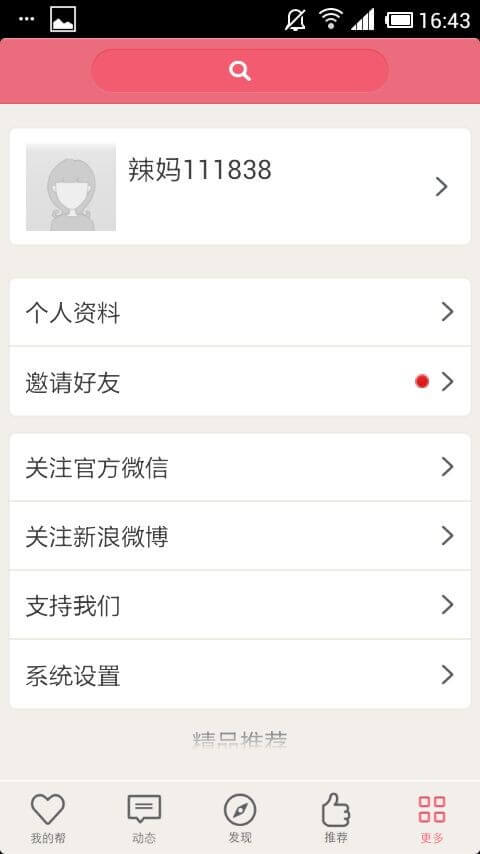 16:43
辣妈111838
个人资料
邀请好友
关注官方微信
关注新浪微博
支持我们
系统设置
精品推荐
我的帮
动态
发现
推荐
更多